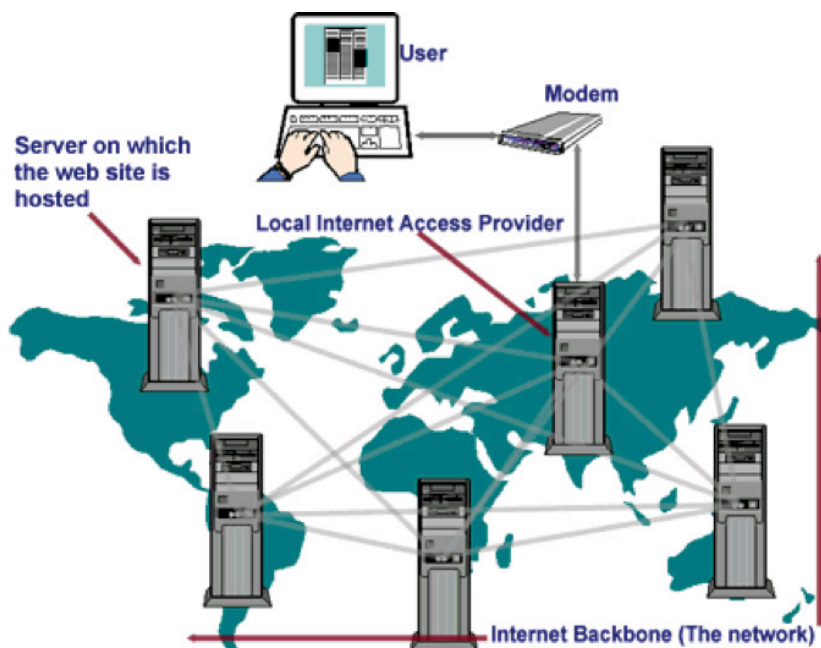 User
Modem
Server on which
the web site is
hosted
Local Internet Access Provider
Internet Backbone (The network)